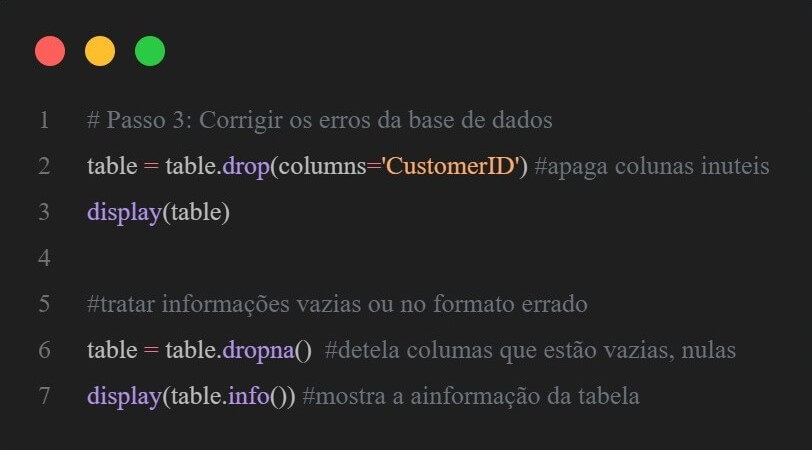 1 # Passo 3: Corrigir os erros da base de dados
2 table = table.drop(columns='CustomerID') #apaga colunas inuteis
3 display(table)
4
5 #tratar informações vazias ou no formato errado
6 table = table.dropna()  #detela columas que estão vazias, nulas
7 display(table.info()) #mostra a ainformação da tabela